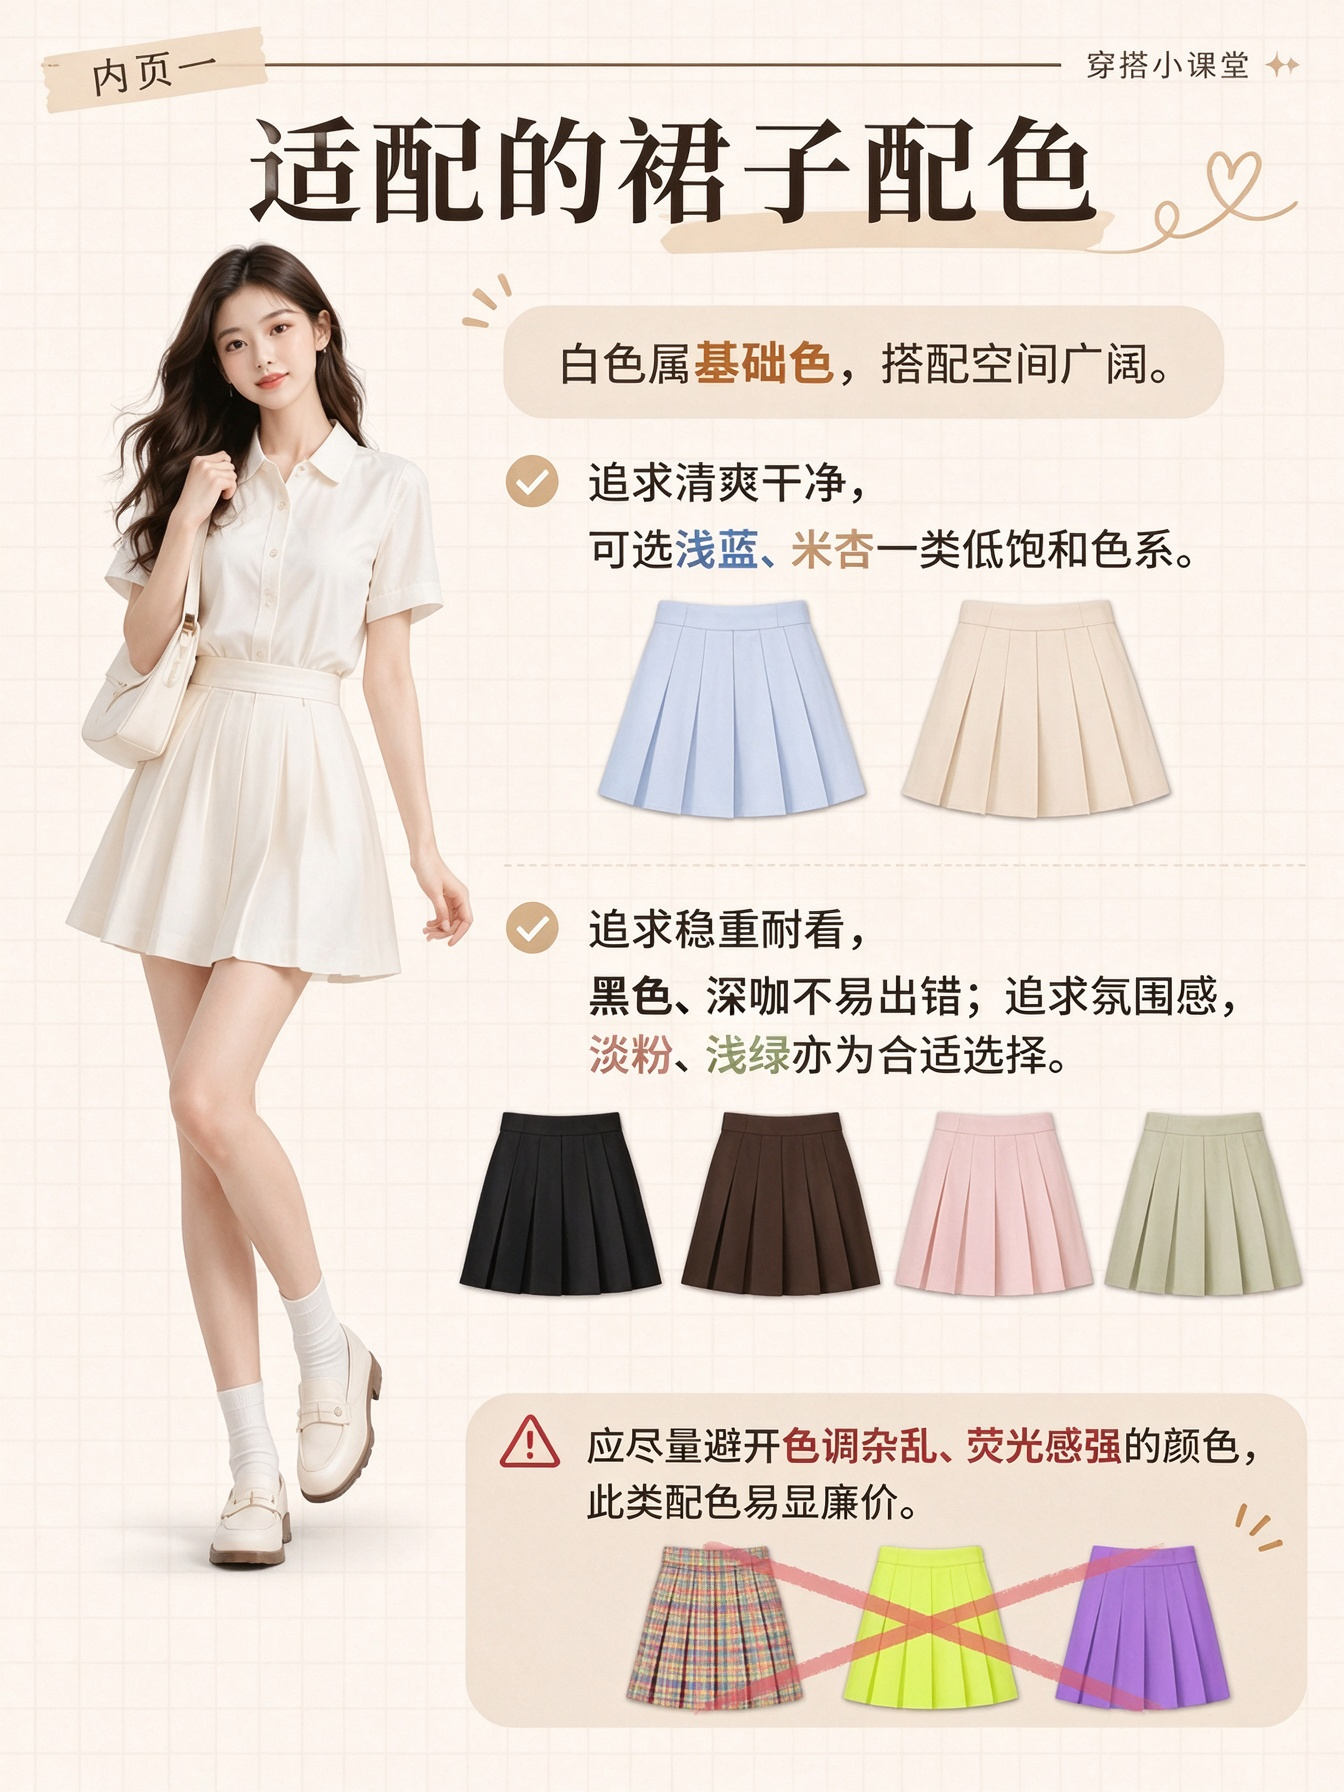 内页一
穿搭小课堂
适配的裙子配色
白色属基础色，搭配空间广阔。
追求清爽干净，
可选浅蓝、米杏一类低饱和色系。
追求稳重耐看，
黑色、深咖不易出错；追求氛围感，
淡粉、浅绿亦为合适选择。
应尽量避开色调杂乱、荧光感强的颜色，
此类配色易显廉价。